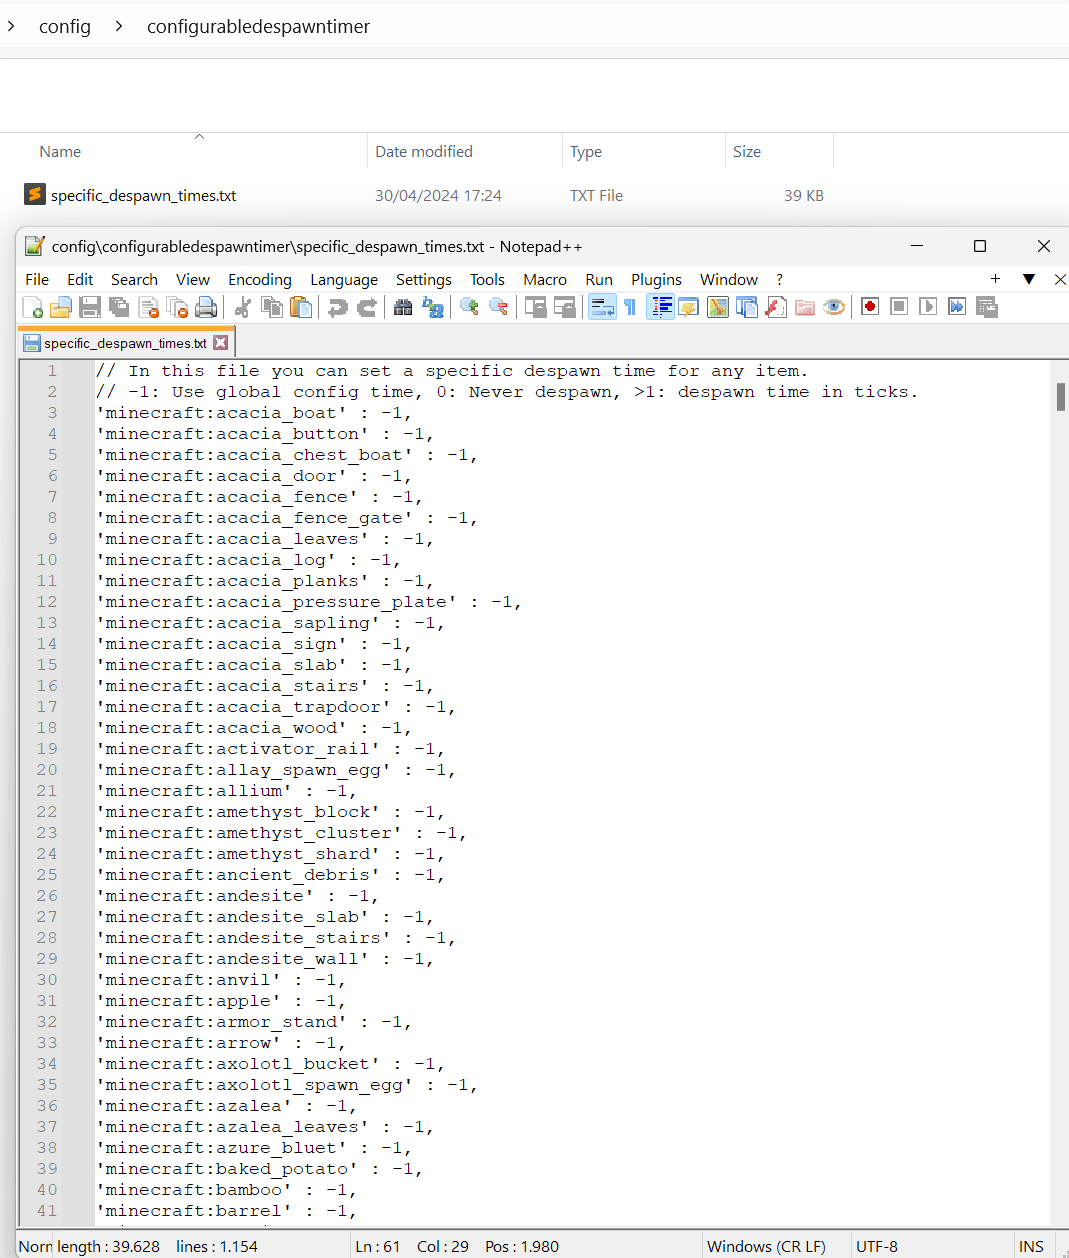 config configurabledespawntimer
Name Date modified Type Size
specific_despawn_times.txt 30/04/2024 17:24 TXT File 39 KB
config\configurabledespawntimer\specific_despawn_times.txt - Notepad++
File Edit Search View Encoding Language Settings Tools Macro Run Plugins Window ?
specific_despawn_times.txt
1 // In this file you can set a specific despawn time for any item.
2 // -1: Use global config time, 0: Never despawn, >1: despawn time in ticks.
3 'minecraft:acacia_boat' : -1,
4 'minecraft:acacia_button' : -1,
5 'minecraft:acacia_chest_boat' : -1,
6 'minecraft:acacia_door' : -1,
7 'minecraft:acacia_fence' : -1,
8 'minecraft:acacia_fence_gate' : -1,
9 'minecraft:acacia_leaves' : -1,
10 'minecraft:acacia_log' : -1,
11 'minecraft:acacia_planks' : -1,
12 'minecraft:acacia_pressure_plate' : -1,
13 'minecraft:acacia_sapling' : -1,
14 'minecraft:acacia_sign' : -1,
15 'minecraft:acacia_slab' : -1,
16 'minecraft:acacia_stairs' : -1,
17 'minecraft:acacia_trapdoor' : -1,
18 'minecraft:acacia_wood' : -1,
19 'minecraft:activator_rail' : -1,
20 'minecraft:allay_spawn_egg' : -1,
21 'minecraft:allium' : -1,
22 'minecraft:amethyst_block' : -1,
23 'minecraft:amethyst_cluster' : -1,
24 'minecraft:amethyst_shard' : -1,
25 'minecraft:ancient_debris' : -1,
26 'minecraft:andesite' : -1,
27 'minecraft:andesite_slab' : -1,
28 'minecraft:andesite_stairs' : -1,
29 'minecraft:andesite_wall' : -1,
30 'minecraft:anvil' : -1,
31 'minecraft:apple' : -1,
32 'minecraft:armor_stand' : -1,
33 'minecraft:arrow' : -1,
34 'minecraft:axolotl_bucket' : -1,
35 'minecraft:axolotl_spawn_egg' : -1,
36 'minecraft:azalea' : -1,
37 'minecraft:azalea_leaves' : -1,
38 'minecraft:azure_bluet' : -1,
39 'minecraft:baked_potato' : -1,
40 'minecraft:bamboo' : -1,
41 'minecraft:barrel' : -1,
Norn length : 39.628 lines : 1.154 Ln : 61 Col : 29 Pos : 1.980 Windows (CR LF) UTF-8 INS